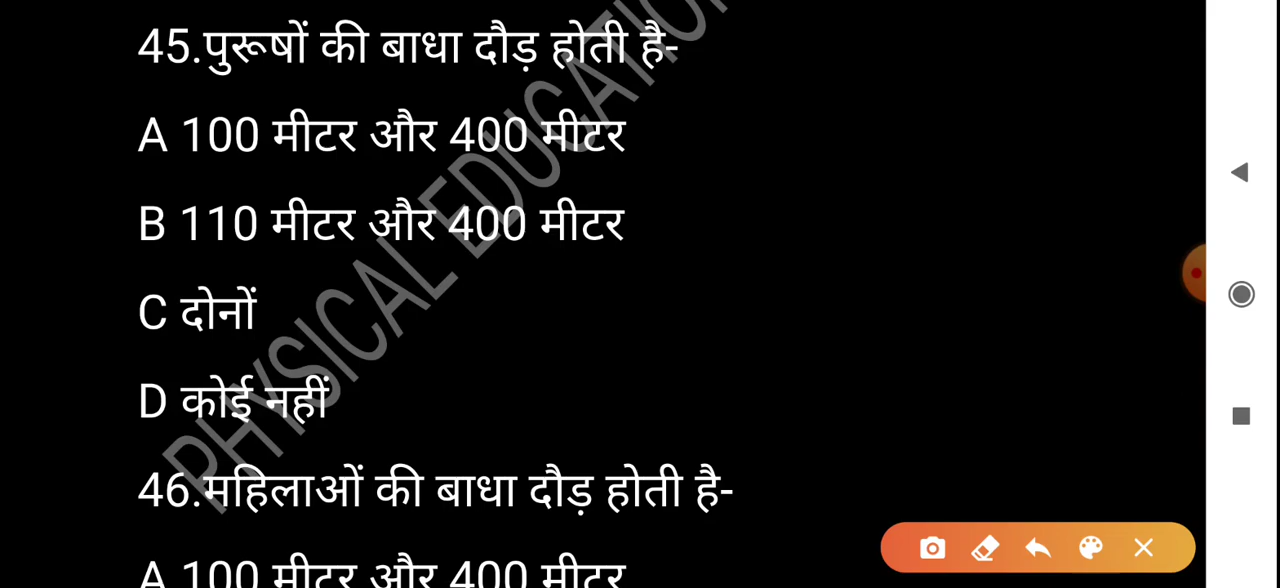 45.पुरूषों की बाधा दौड़ होती है-
A 100 मीटर और 400 मीटर
B 110 मीटर और 400 मीटर
C दोनों
D कोई नहीं
46.महिलाओं की बाधा दौड़ होती है-
A 100 मीटर और 400 मीटर
PHYSICAL EDUCATION